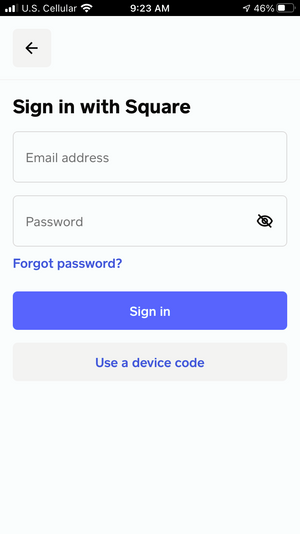 U.S. Cellular 9:23 AM 46%
Sign in with Square
Email address
Password
Forgot password?
Sign in
Use a device code